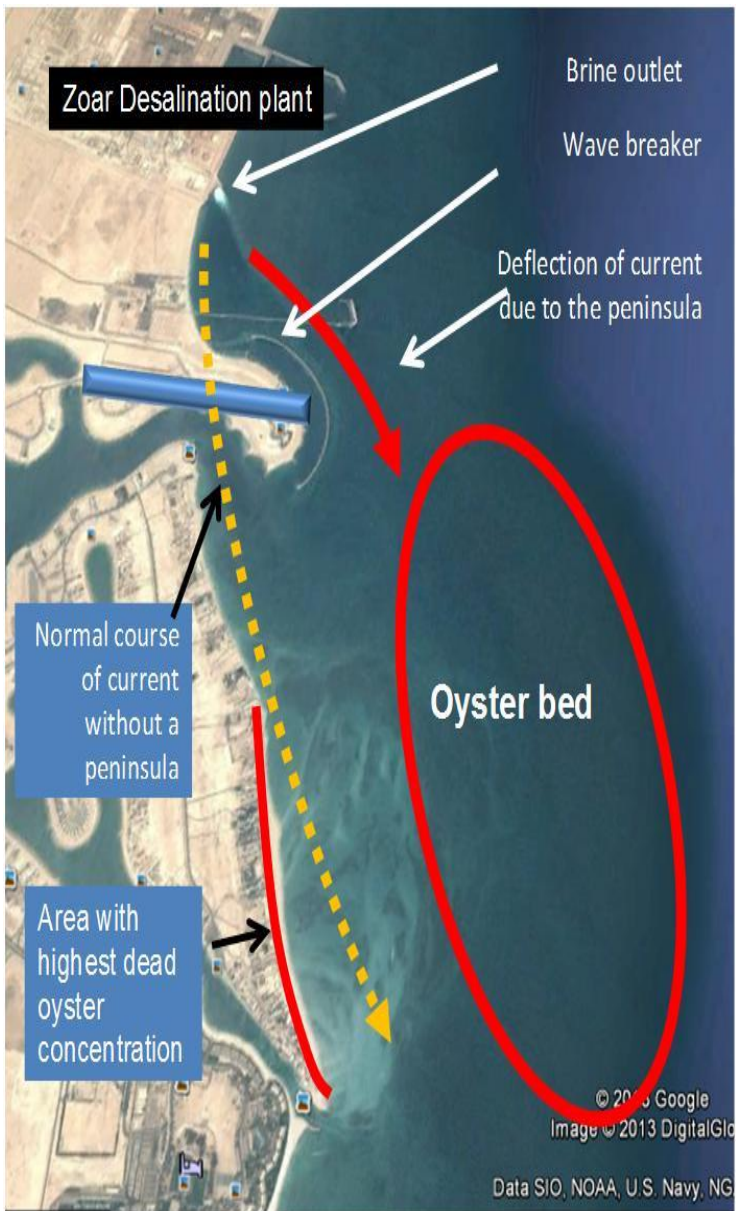 Zoar Desalination plant
Brine outlet
Wave breaker
Deflection of current
due to the peninsula
Normal course
of current
without a
peninsula
Oyster bed
Area with
highest dead
oyster
concentration
© Google
Image © 2013 DigitalGlo
Data SIO, NOAA, U.S. Navy, NG